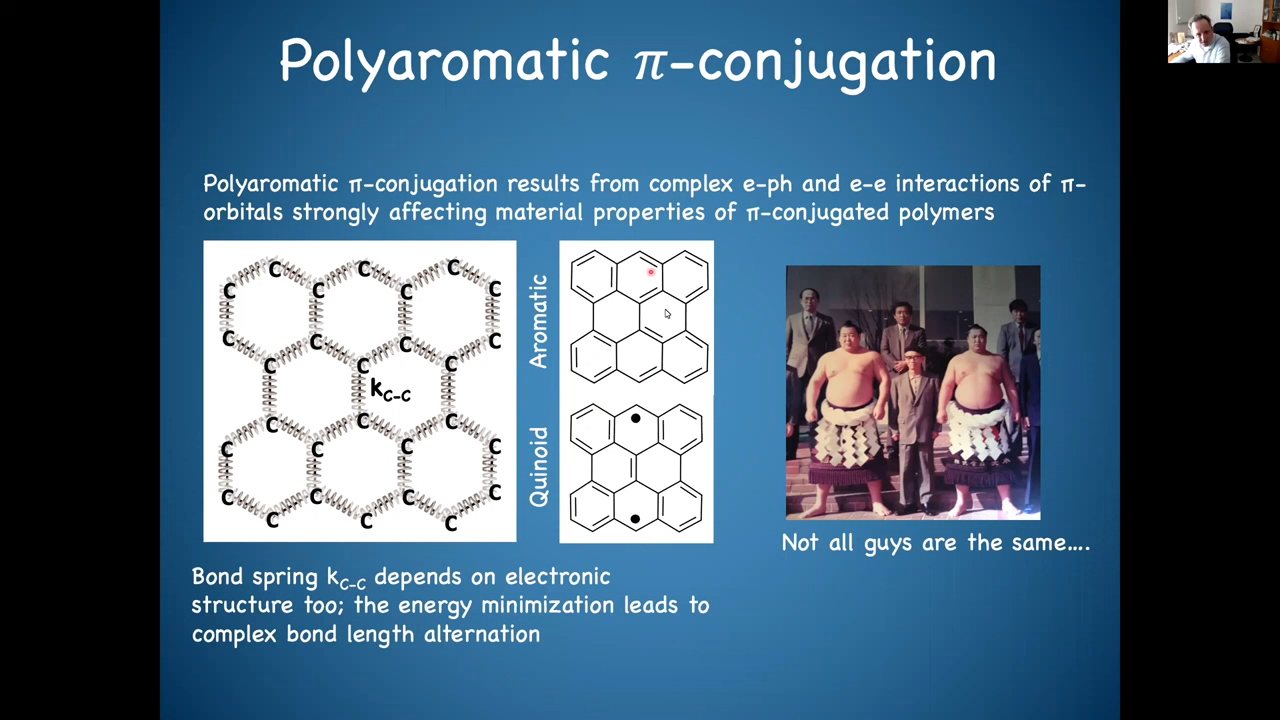 Polyaromatic π-conjugation
Polyaromatic π-conjugation results from complex e-ph and e-e interactions of π-
orbitals strongly affecting material properties of π-conjugated polymers
C C C
C C C C
C C C C
C C C
k_C-C
C C C
C C C C
C C C C
C C C
Aromatic
Quinoid
Not all guys are the same….
Bond spring k_C-C depends on electronic
structure too; the energy minimization leads to
complex bond length alternation